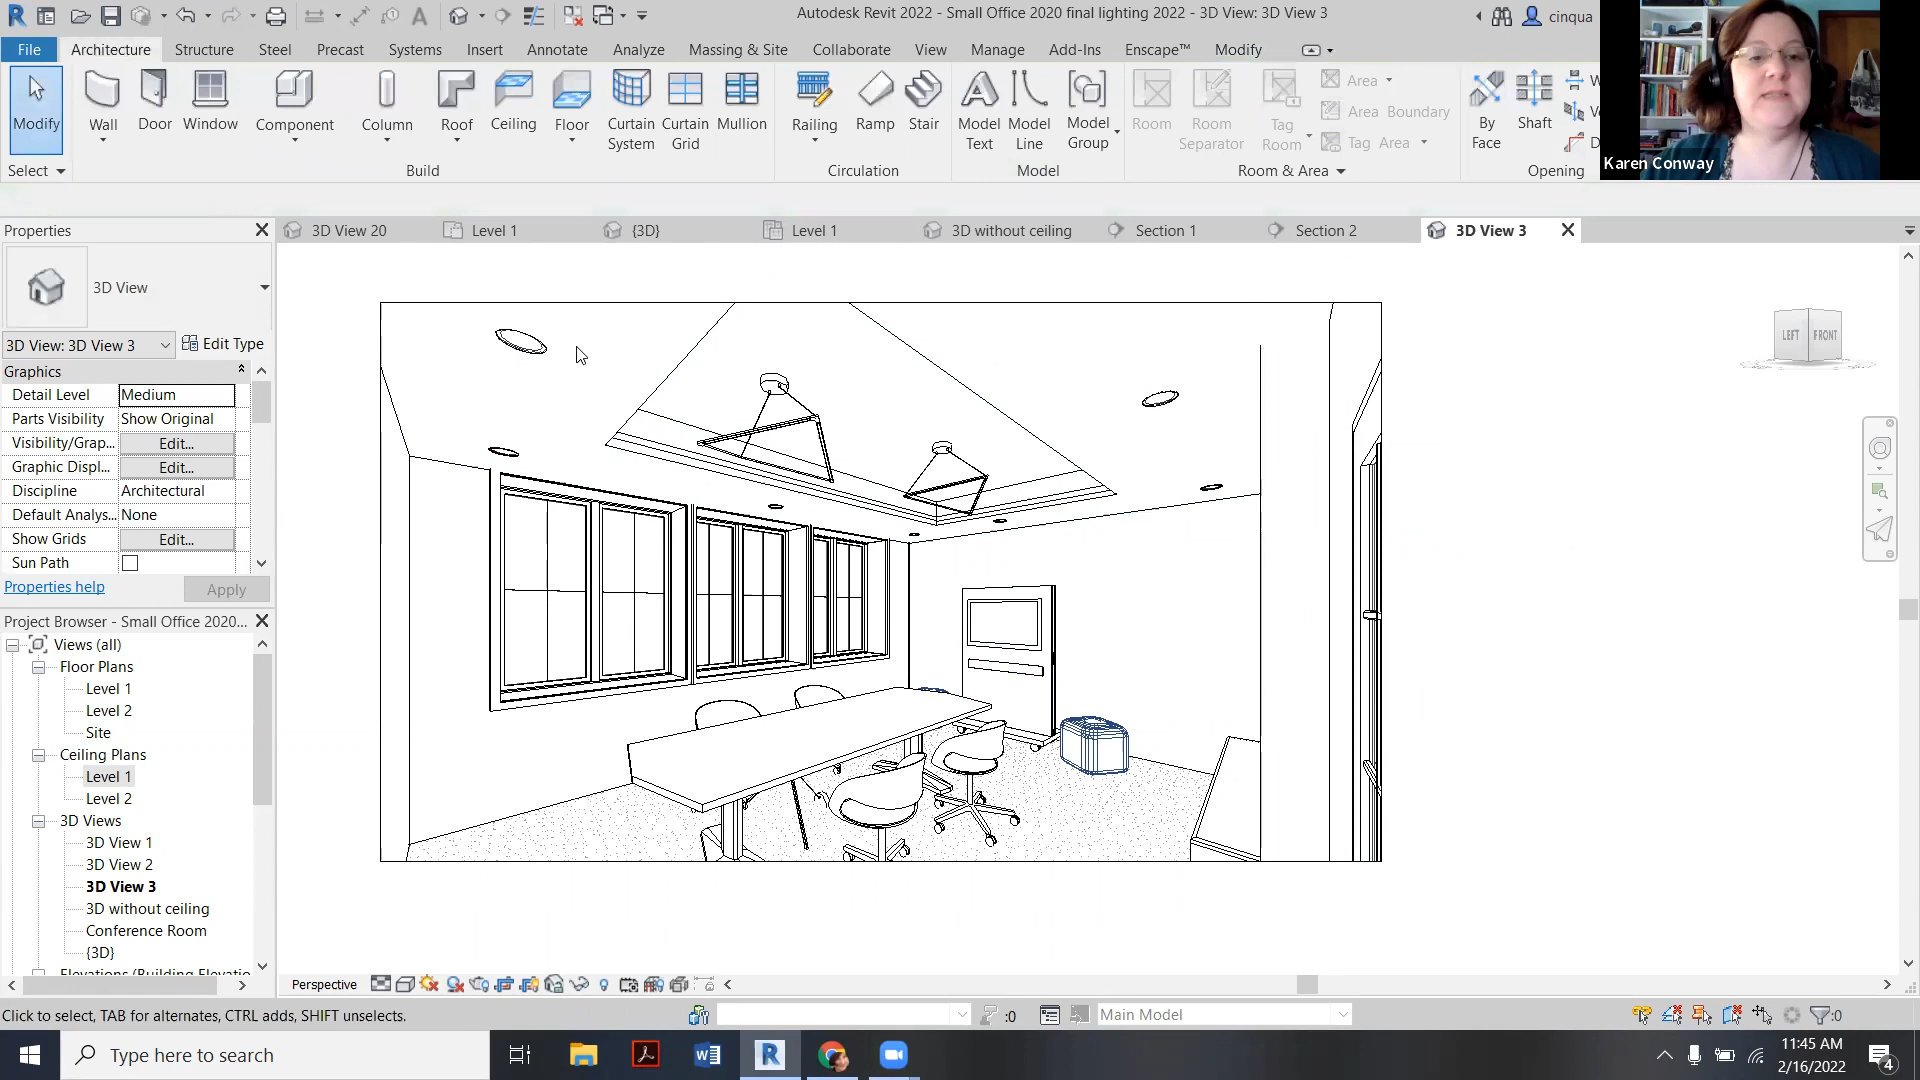 Autodesk Revit 2022 - Small Office 2020 final lighting 2022 - 3D View: 3D View 3
cinqua
File Architecture Structure Steel Precast Systems Insert Annotate Analyze Massing & Site Collaborate View Manage Add-Ins Enscape™ Modify
Modify
Wall
Door
Window
Component
Column
Roof
Ceiling
Floor
Curtain System
Curtain Grid
Mullion
Railing
Ramp
Stair
Model Text
Model Line
Model Group
Room
Room Separator
Tag Room
Area
Area Boundary
Tag Area
By Face
Shaft
Select
Build
Circulation
Model
Room & Area
Opening
Karen Conway
Properties
3D View 20
Level 1
{3D}
Level 1
3D without ceiling
Section 1
Section 2
3D View 3
3D View
3D View: 3D View 3
Edit Type
Graphics
Detail Level Medium
Parts Visibility Show Original
Visibility/Grap... Edit...
Graphic Displ... Edit...
Discipline Architectural
Default Analys... None
Show Grids Edit...
Sun Path
Properties help
Apply
LEFT FRONT
Project Browser - Small Office 2020...
Views (all)
Floor Plans
Level 1
Level 2
Site
Ceiling Plans
Level 1
Level 2
3D Views
3D View 1
3D View 2
3D View 3
3D without ceiling
Conference Room
{3D}
Elevations (Building Elevatio
Perspective
Click to select, TAB for alternates, CTRL adds, SHIFT unselects.
:0
Main Model
:0
Type here to search
11:45 AM
2/16/2022
4